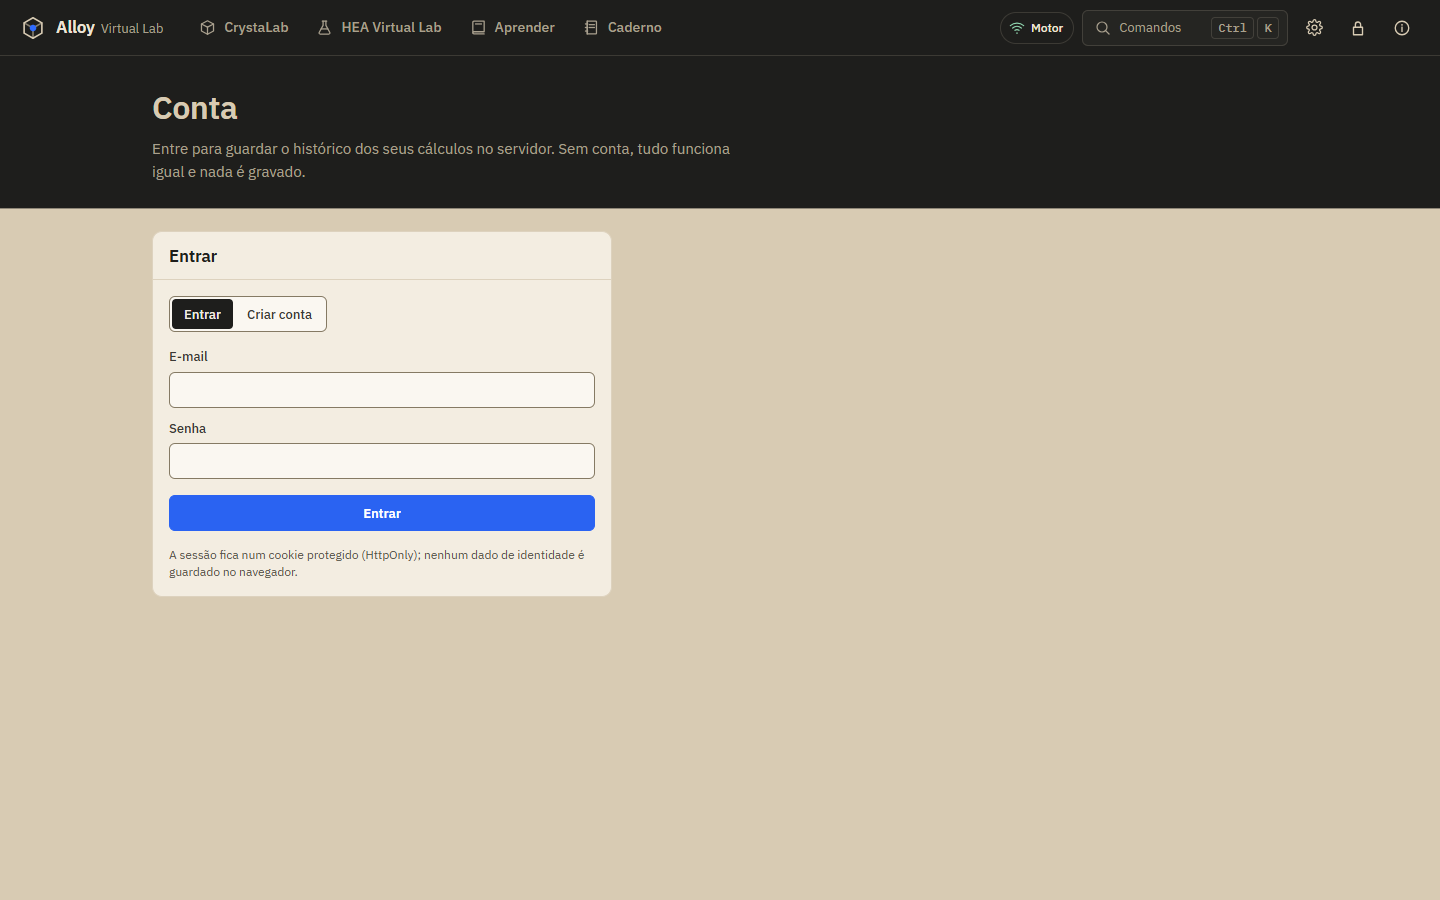 Alloy Virtual Lab
CrystaLab
HEA Virtual Lab
Aprender
Caderno
Motor
Comandos
Ctrl K
Conta
Entre para guardar o histórico dos seus cálculos no servidor. Sem conta, tudo funciona
igual e nada é gravado.
Entrar
Entrar
Criar conta
E-mail
Senha
Entrar
A sessão fica num cookie protegido (HttpOnly); nenhum dado de identidade é
guardado no navegador.